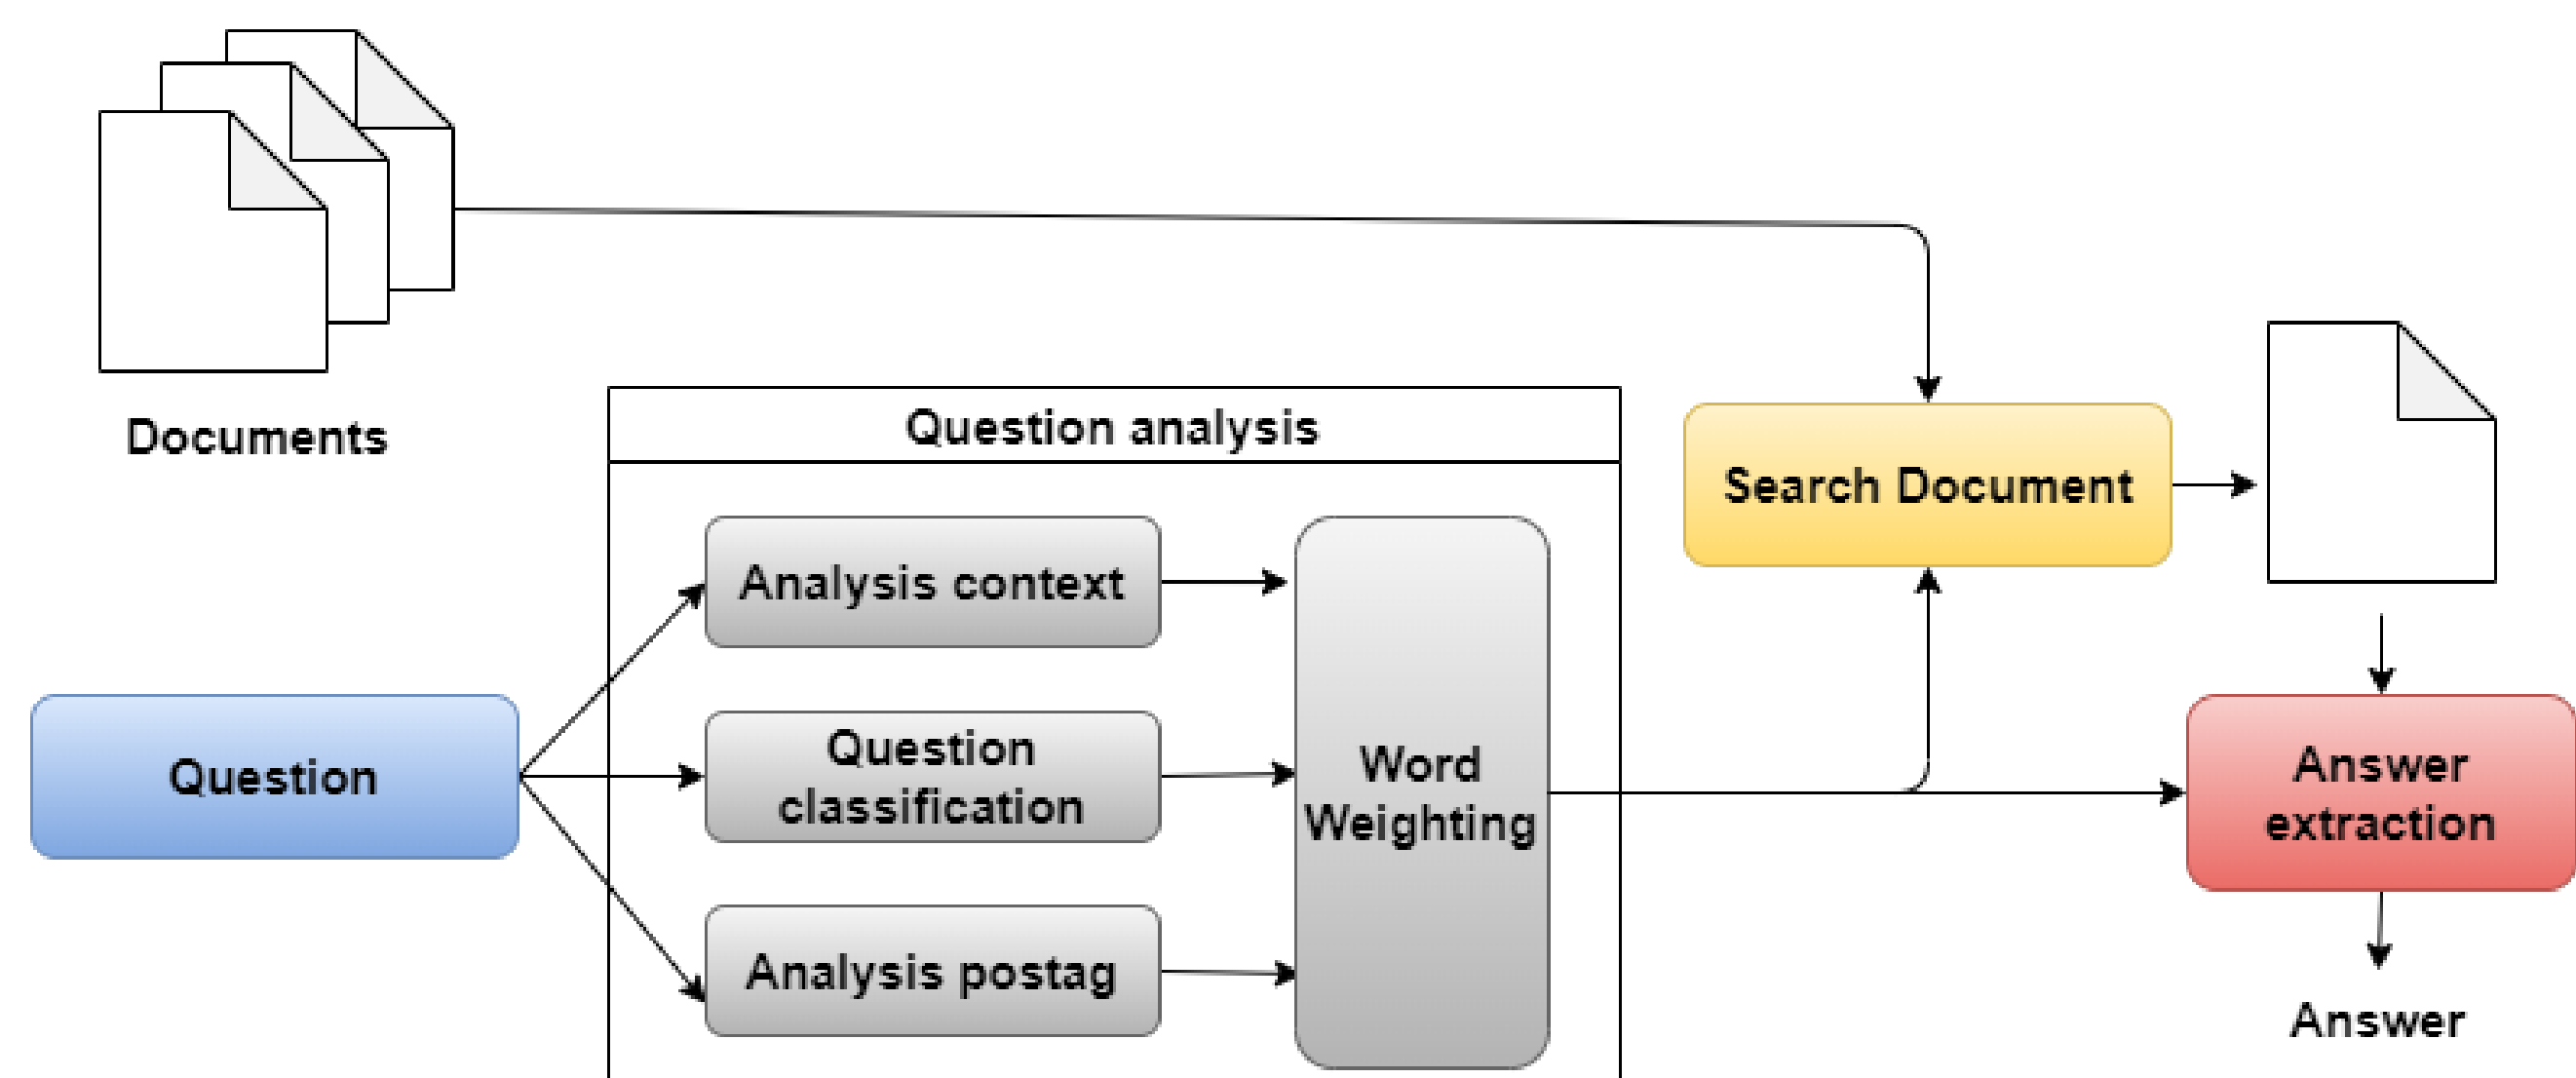 Documents
Question analysis
Search Document
Analysis context
Question
Question
classification
Word
Weighting
Answer
extraction
Analysis postag
Answer